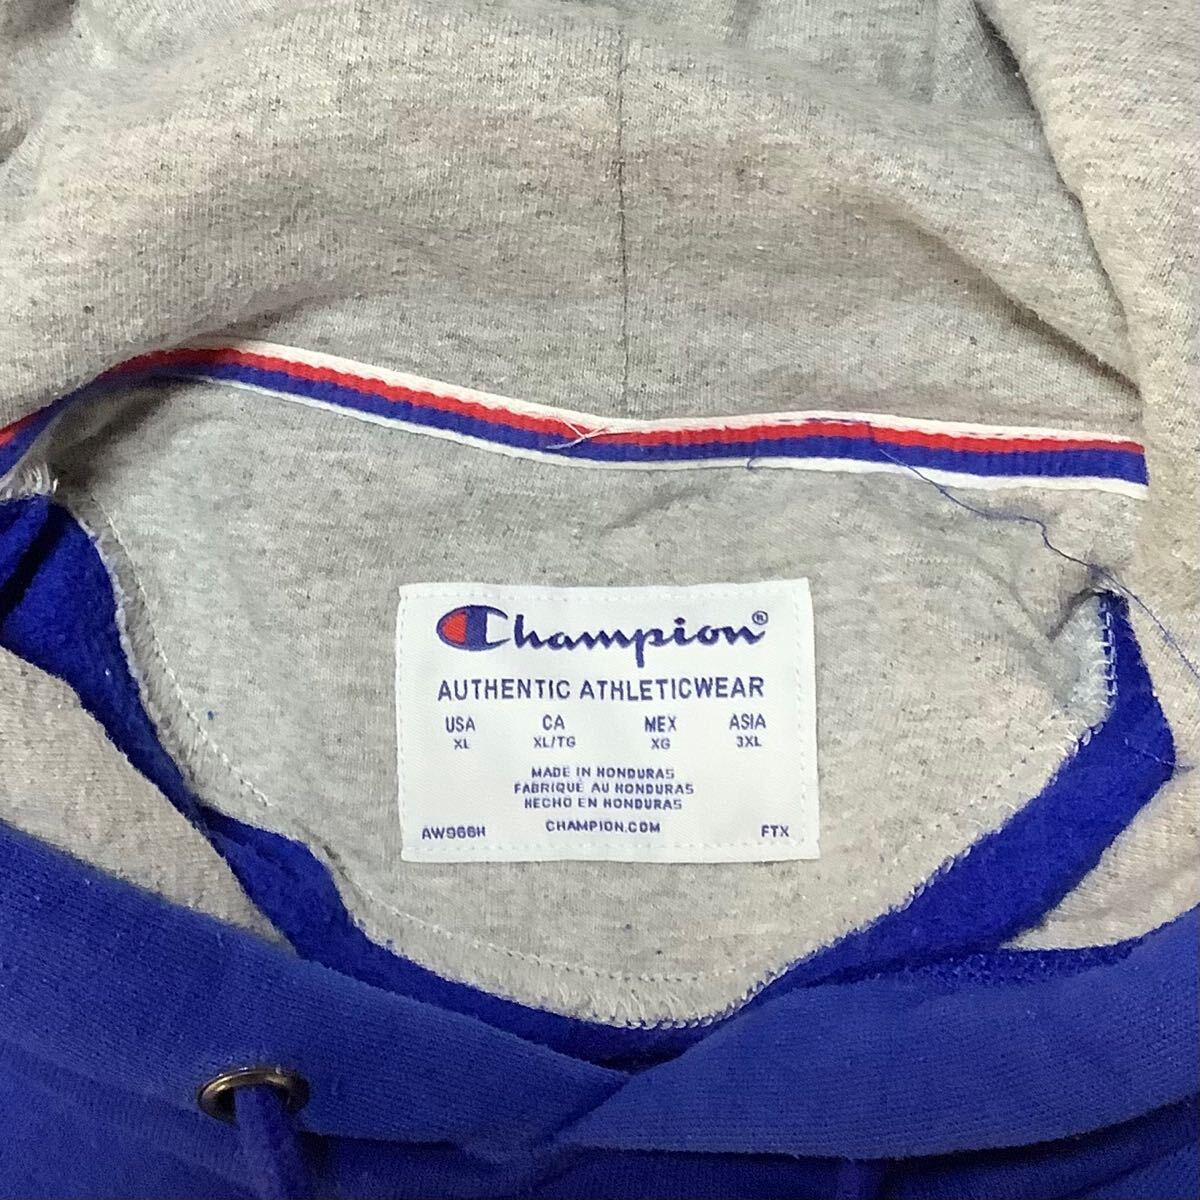 Champion®
AUTHENTIC ATHLETICWEAR
USA CA MEX ASIA
XL XL/TG XG 3XL
MADE IN HONDURAS
FABRIQUÉ AU HONDURAS
HECHO EN HONDURAS
AW966H CHAMPION.COM FTX